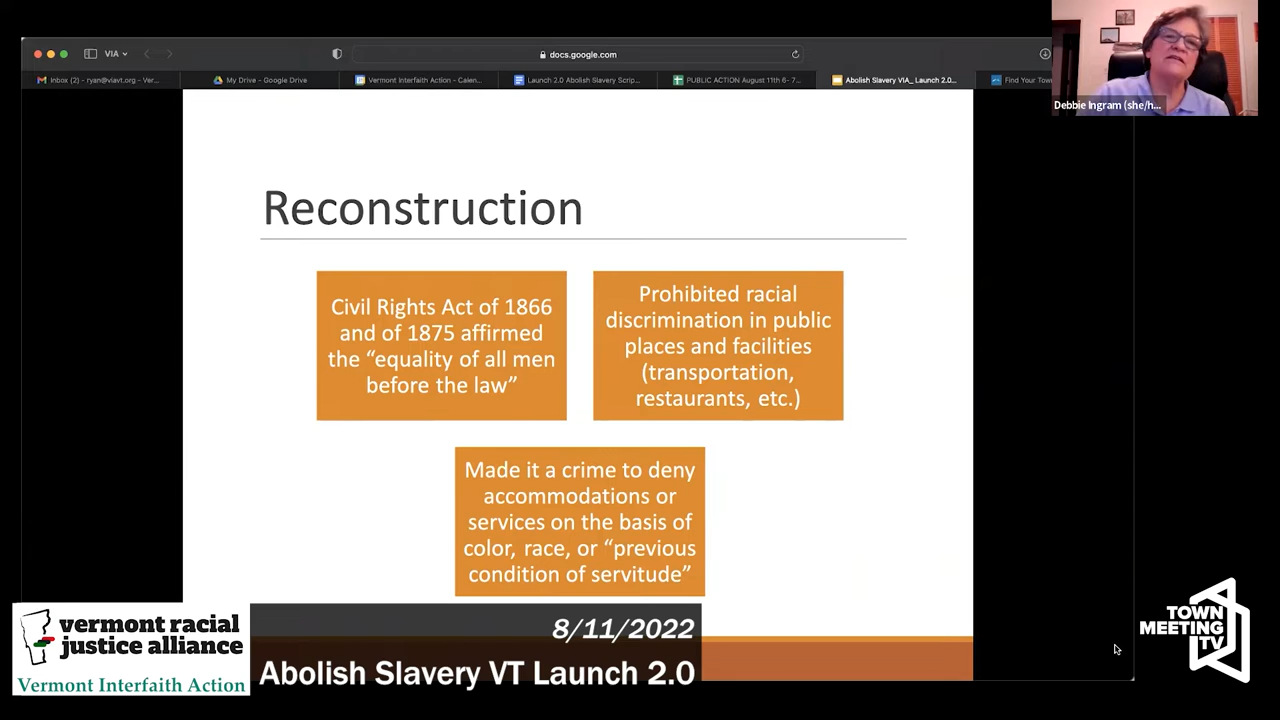 VIA
docs.google.com
Inbox (2) - ryan@viavt.org - Ver...
My Drive - Google Drive
Vermont Interfaith Action - Calen...
Launch 2.0 Abolish Slavery Scrip...
PUBLIC ACTION August 11th 6- 7...
Abolish Slavery VIA_ Launch 2.0...
Find Your Tow
Debbie Ingram (she/h...
Reconstruction
Civil Rights Act of 1866
and of 1875 affirmed
the “equality of all men
before the law”
Prohibited racial
discrimination in public
places and facilities
(transportation,
restaurants, etc.)
Made it a crime to deny
accommodations or
services on the basis of
color, race, or “previous
condition of servitude”
vermont racial
justice alliance
Vermont Interfaith Action
8/11/2022
Abolish Slavery VT Launch 2.0
TOWN
MEETING
TV